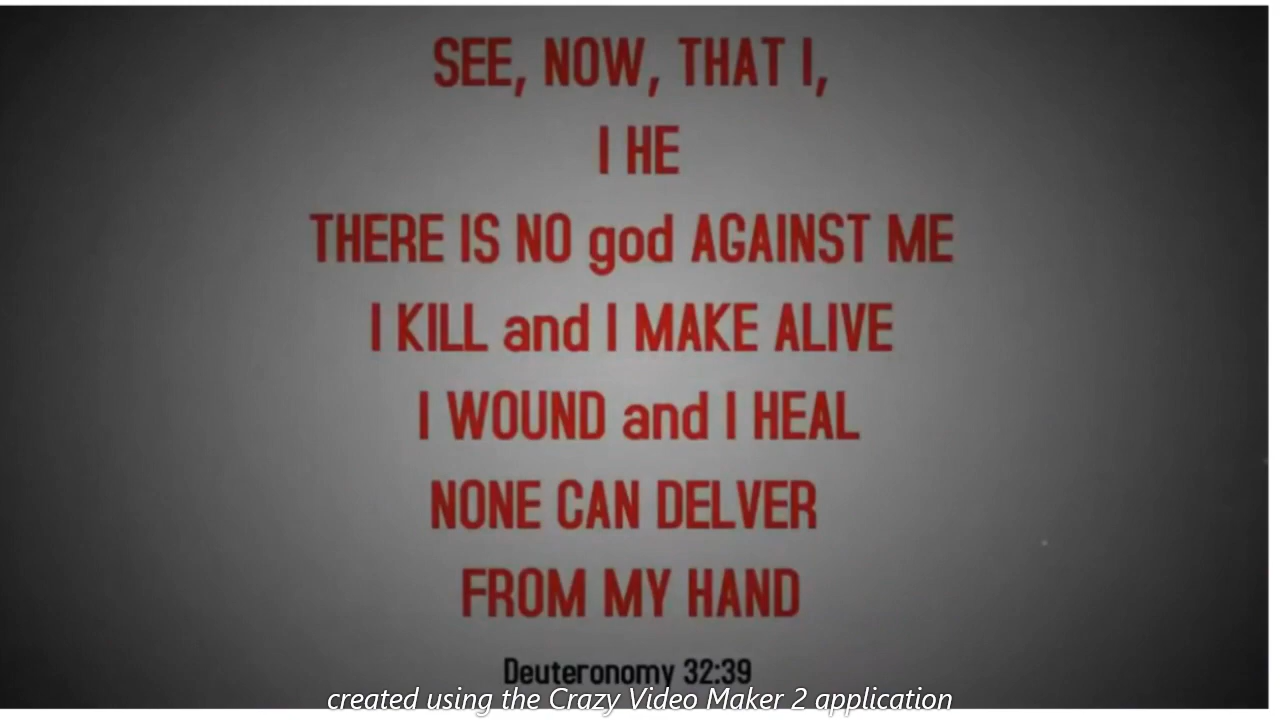 SEE, NOW, THAT I,
I HE
THERE IS NO god AGAINST ME
I KILL and I MAKE ALIVE
I WOUND and I HEAL
NONE CAN DELVER
FROM MY HAND
Deuteronomy 32:39
created using the Crazy Video Maker 2 application